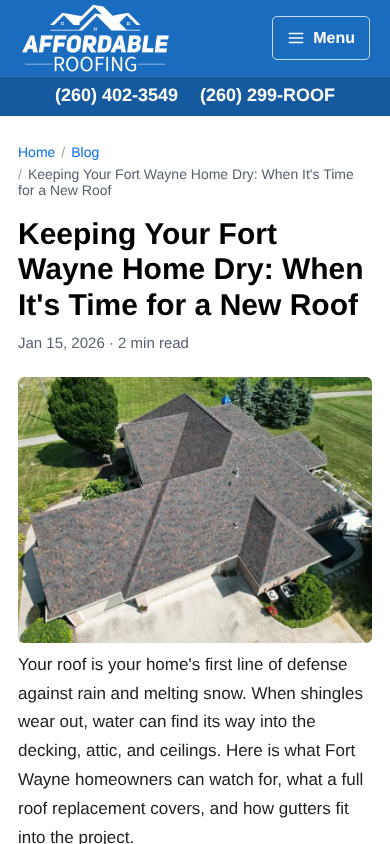 AFFORDABLE
ROOFING
Menu
(260) 402-3549 (260) 299-ROOF
Home / Blog
/ Keeping Your Fort Wayne Home Dry: When It's Time
for a New Roof
Keeping Your Fort
Wayne Home Dry: When
It's Time for a New Roof
Jan 15, 2026 · 2 min read
Your roof is your home's first line of defense
against rain and melting snow. When shingles
wear out, water can find its way into the
decking, attic, and ceilings. Here is what Fort
Wayne homeowners can watch for, what a full
roof replacement covers, and how gutters fit
into the project.